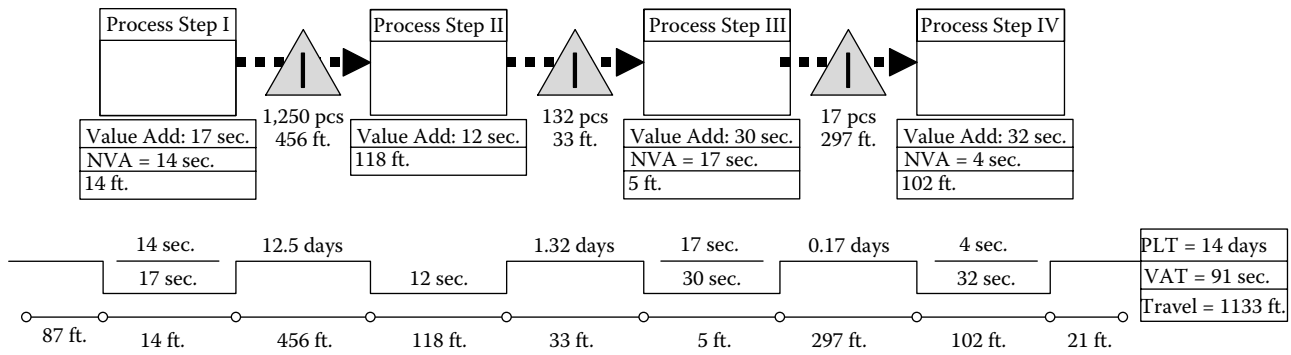 Process Step I
Process Step II
Process Step III
Process Step IV
1,250 pcs
456 ft.
132 pcs
33 ft.
17 pcs
297 ft.
Value Add: 17 sec.
NVA = 14 sec.
14 ft.
Value Add: 12 sec.
118 ft.
Value Add: 30 sec.
NVA = 17 sec.
5 ft.
Value Add: 32 sec.
NVA = 4 sec.
102 ft.
14 sec.
17 sec.
12.5 days
12 sec.
1.32 days
17 sec.
30 sec.
0.17 days
4 sec.
32 sec.
PLT = 14 days
VAT = 91 sec.
Travel = 1133 ft.
87 ft.
14 ft.
456 ft.
118 ft.
33 ft.
5 ft.
297 ft.
102 ft.
21 ft.